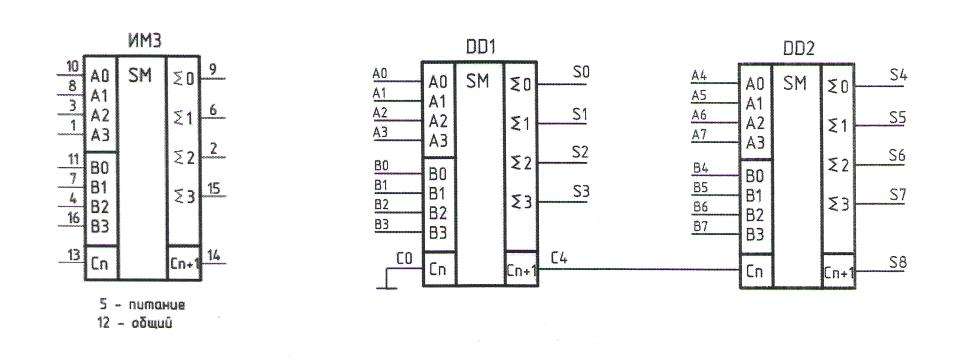 ИМ3
10 A0 SM Σ0 9
8 A1
3 A2 Σ1 6
1 A3
Σ2 2
11 B0
7 B1 Σ3 15
4 B2
16 B3
13 Cn Cn+1 14
5 - питание
12 - общий
DD1
A0 A0 SM Σ0 S0
A1 A1
A2 A2 Σ1 S1
A3 A3
Σ2 S2
B0 B0
B1 B1 Σ3 S3
B2 B2
B3 B3
C0 Cn Cn+1 C4
DD2
A4 A0 SM Σ0 S4
A5 A1
A6 A2 Σ1 S5
A7 A3
Σ2 S6
B4 B0
B5 B1 Σ3 S7
B6 B2
B7 B3
Cn Cn+1 S8